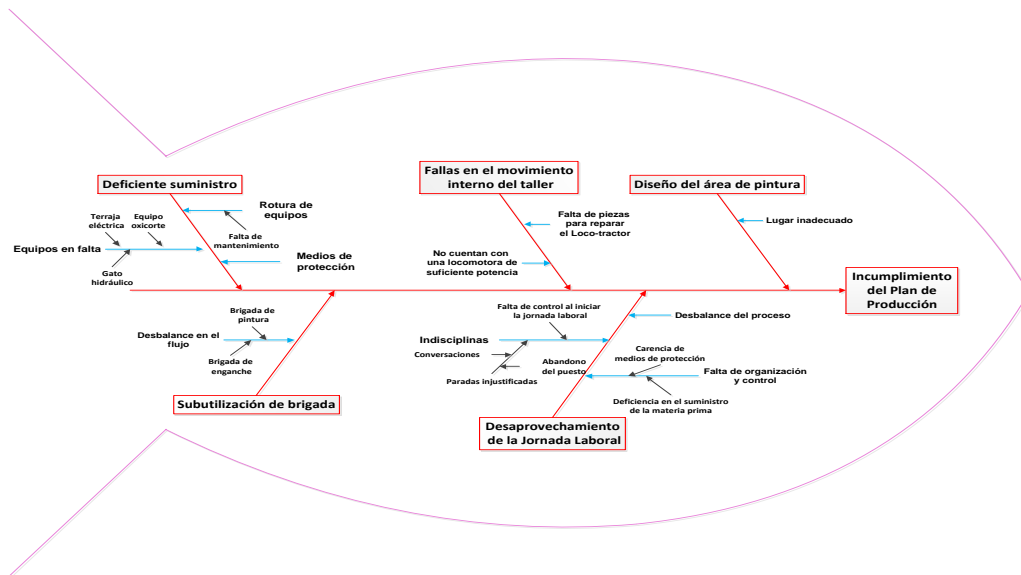 Deficiente suministro
Terraja
eléctrica
Equipo
oxicorte
Equipos en falta
Gato
hidráulico
Rotura de
equipos
Falta de
mantenimiento
Medios de
protección
Fallas en el movimiento
interno del taller
Falta de piezas
para reparar
el Loco-tractor
No cuentan con
una locomotora de
suficiente potencia
Diseño del área de pintura
Lugar inadecuado
Incumplimiento
del Plan de
Producción
Brigada de
pintura
Desbalance en el
flujo
Brigada de
enganche
Subutilización de brigada
Falta de control al iniciar
la jornada laboral
Indisciplinas
Conversaciones
Paradas injustificadas
Abandono
del puesto
Desbalance del proceso
Carencia de
medios de protección
Falta de organización
y control
Deficiencia en el suministro
de la materia prima
Desaprovechamiento
de la Jornada Laboral